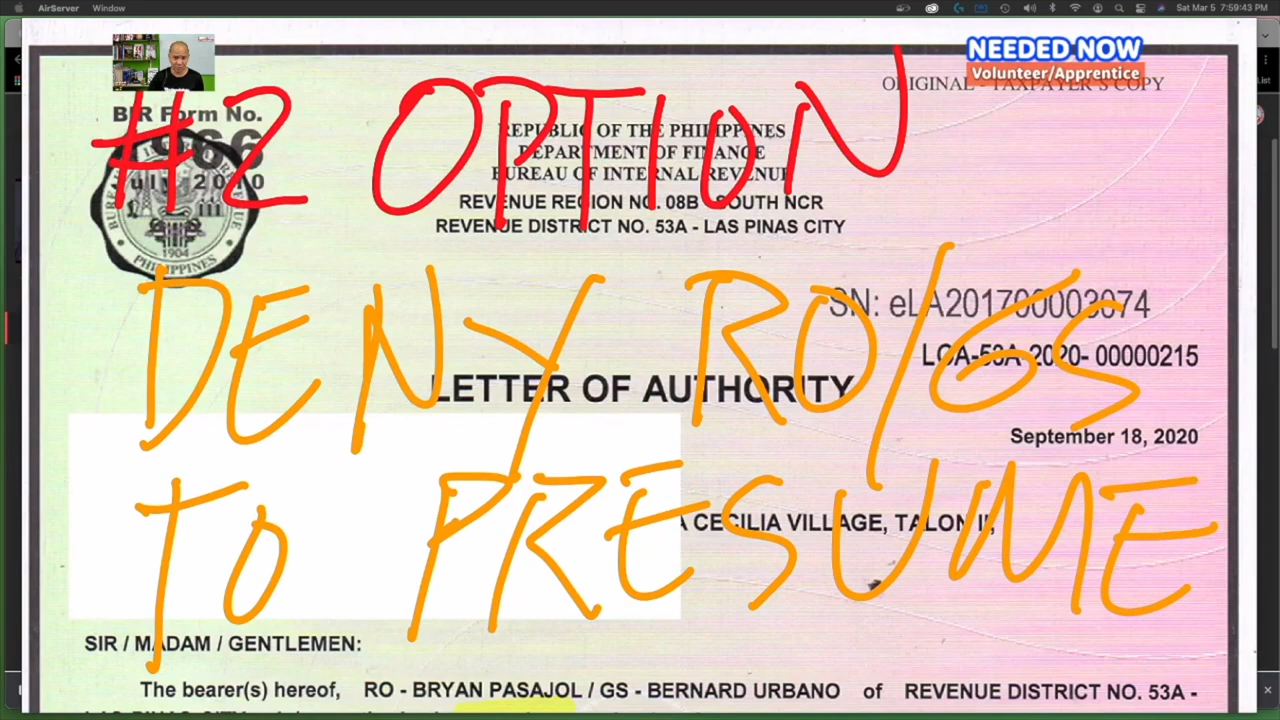 AirServer Window Sat Mar 5 7:59:43 PM
NEEDED NOW
Volunteer/Apprentice
ORIGINAL - TAXPAYER'S COPY
BIR Form No.
1966
July 2010
#2 OPTION
REPUBLIC OF THE PHILIPPINES
DEPARTMENT OF FINANCE
BUREAU OF INTERNAL REVENUE
REVENUE REGION NO. 08B - SOUTH NCR
REVENUE DISTRICT NO. 53A - LAS PINAS CITY
1904
PHILIPPINES
DENY RO/GS
SN: eLA201700003074
LOA-53A-2020- 00000215
LETTER OF AUTHORITY
September 18, 2020
TO PRESUME
A CECILIA VILLAGE, TALON II,
SIR / MADAM / GENTLEMEN:
The bearer(s) hereof, RO - BRYAN PASAJOL / GS - BERNARD URBANO of REVENUE DISTRICT NO. 53A -